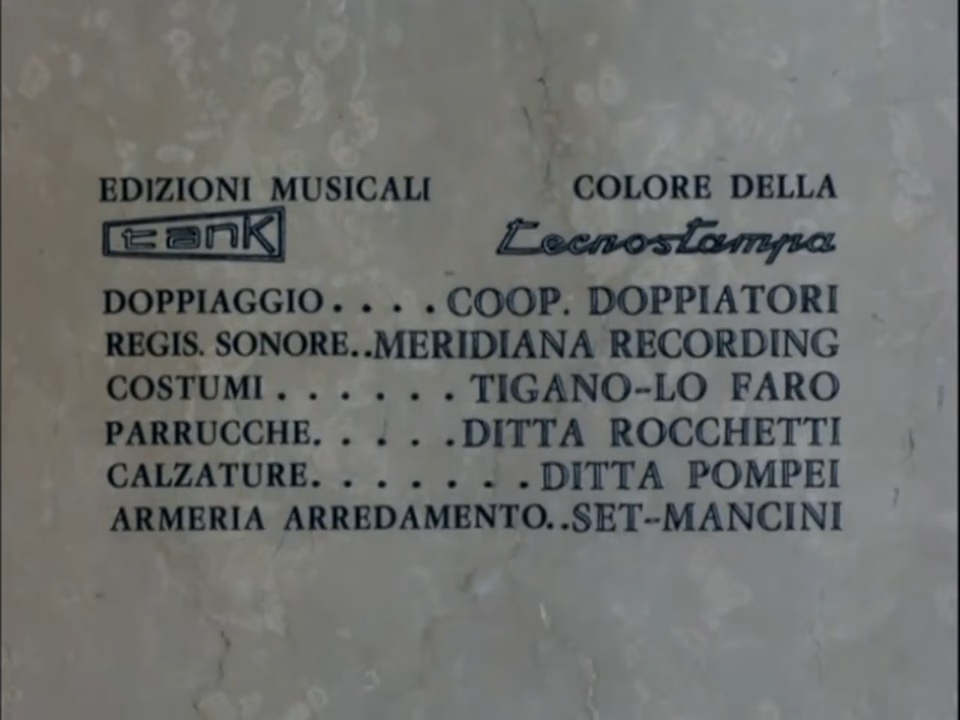 EDIZIONI MUSICALI COLORE DELLA
tank tecnostampa
DOPPIAGGIO....COOP. DOPPIATORI
REGIS. SONORE..MERIDIANA RECORDING
COSTUMI......TIGANO-LO FARO
PARRUCCHE.....DITTA ROCCHETTI
CALZATURE.......DITTA POMPEI
ARMERIA ARREDAMENTO..SET-MANCINI